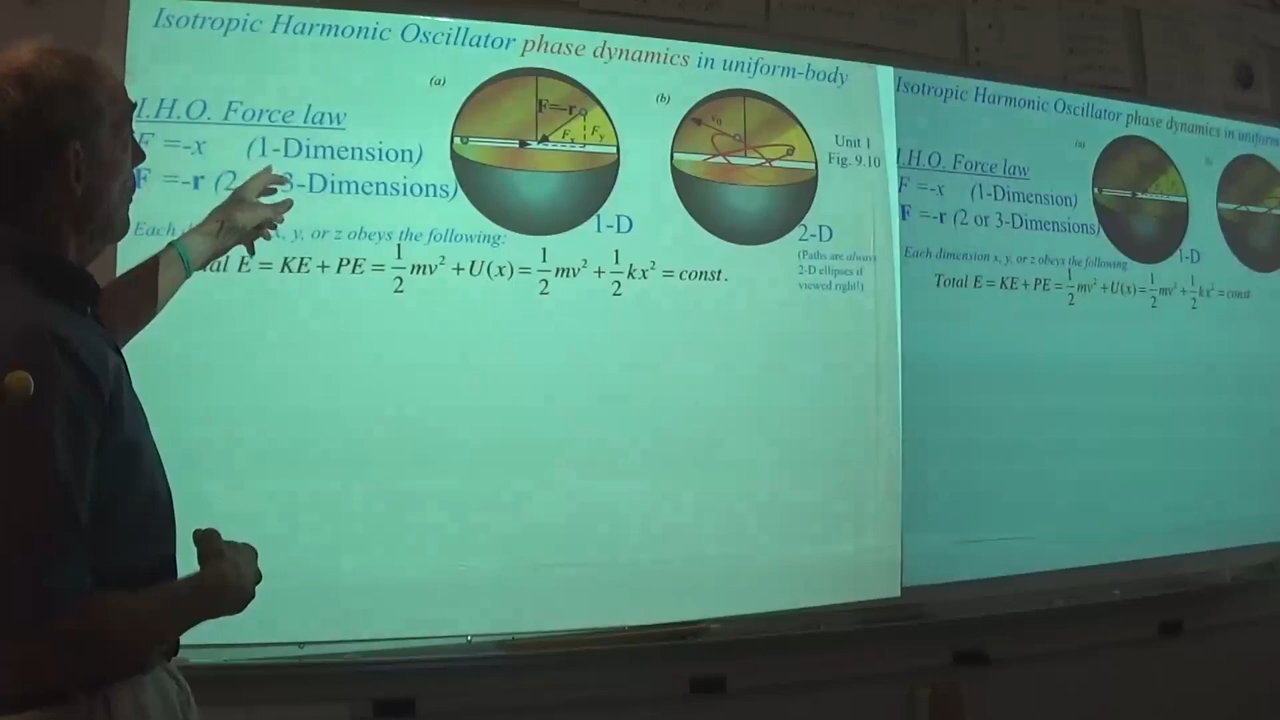 Isotropic Harmonic Oscillator phase dynamics in uniform-body
(a)
(b)
F=-r
Fx
Fy
v0
I.H.O. Force law
F =-x (1-Dimension)
F =-r (2 3-Dimensions)
Unit 1
Fig. 9.10
1-D
2-D
(Paths are always
2-D ellipses if
viewed right!)
Each x, y, or z obeys the following:
E = KE + PE = 1/2 mv² + U(x) = 1/2 mv² + 1/2 kx² = const.
Isotropic Harmonic Oscillator phase dynamics in uniform
(a)
I.H.O. Force law
F =-x (1-Dimension)
F =-r (2 or 3-Dimensions)
1-D
Each dimension x, y, or z obeys the following
Total E = KE + PE = 1/2 mv² + U(x) = 1/2 mv² + 1/2 kx² = const